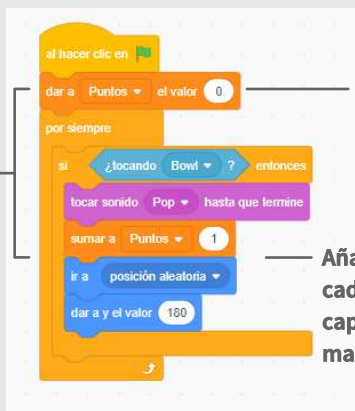 al hacer clic en
dar a Puntos el valor 0
por siempre
si ¿tocando Bowl ? entonces
tocar sonido Pop hasta que termine
sumar a Puntos 1
ir a posición aleatoria
dar a y el valor 180
Aña
cad
cap
ma